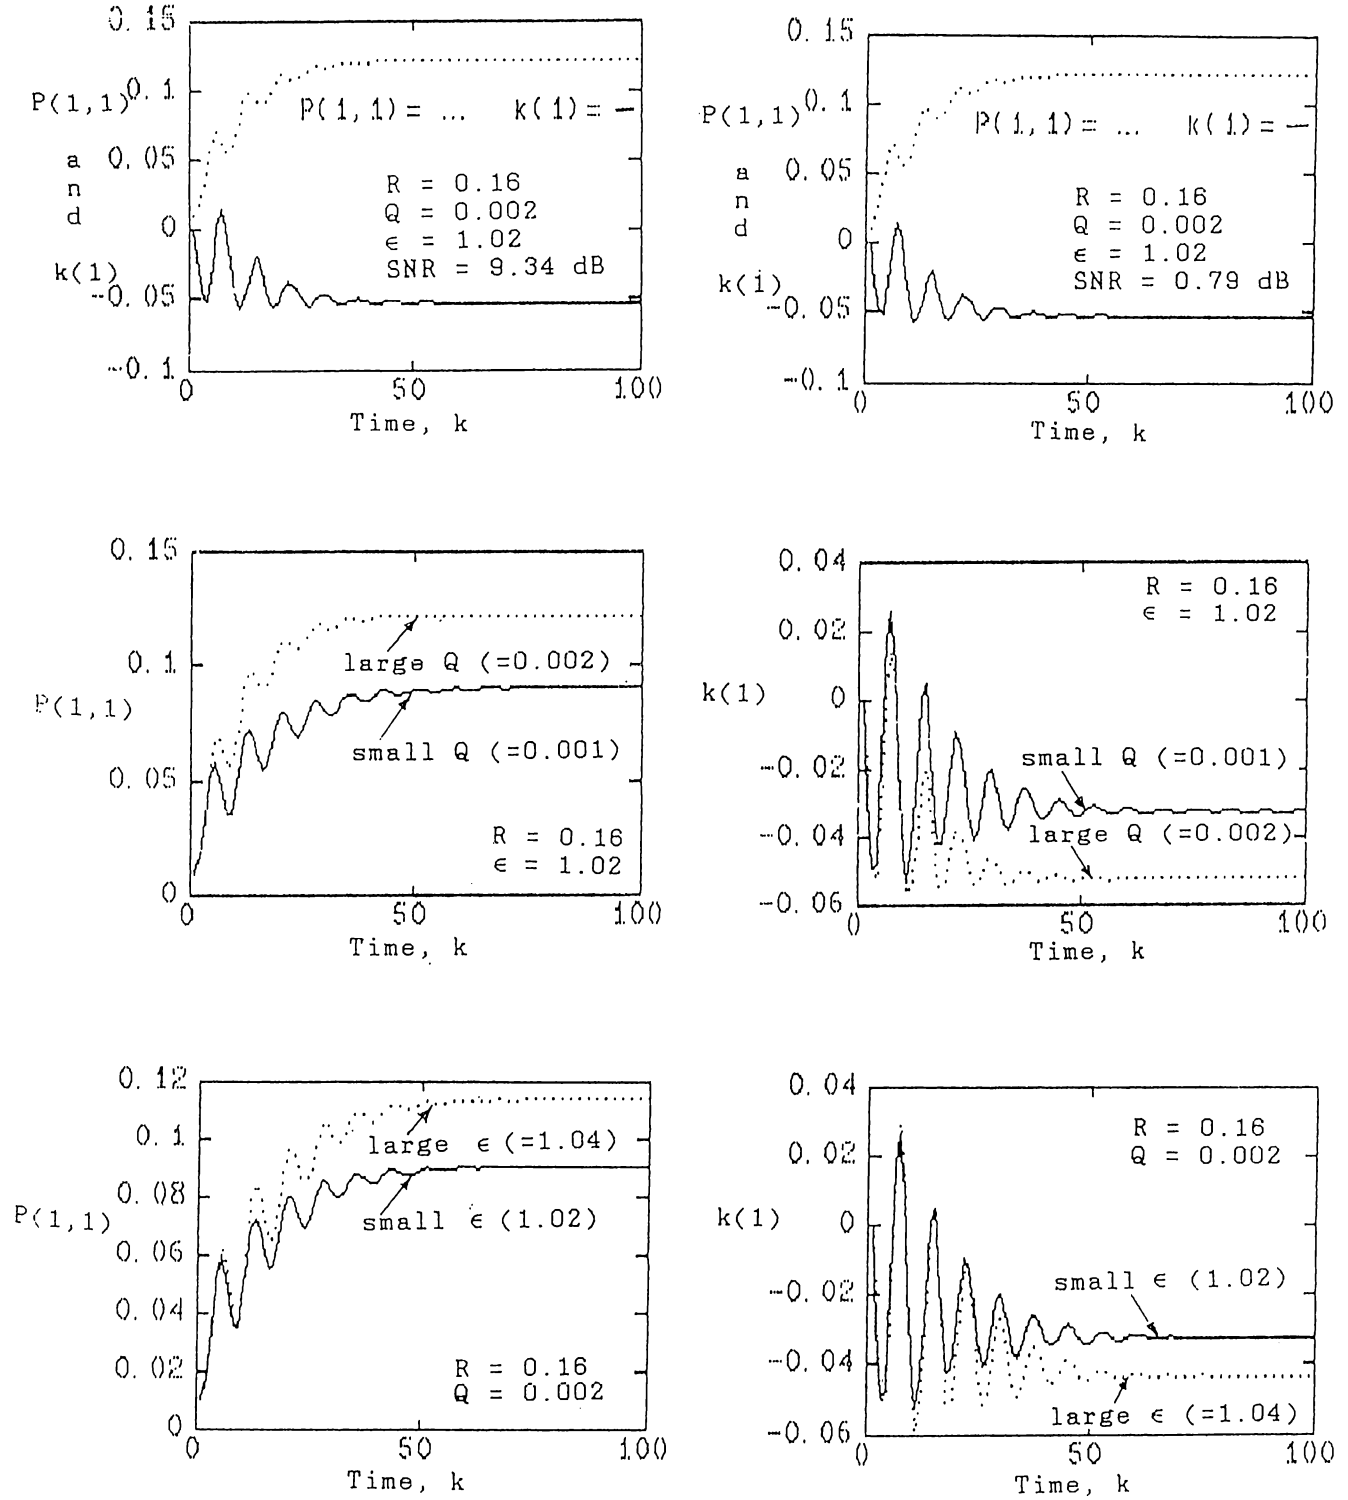 0.15
P(1,1)
0.1
P(1,1)= ... k(1)= —
a
n
d
0.05
R = 0.16
Q = 0.002
ϵ = 1.02
SNR = 9.34 dB
0
k(1)
-0.05
-0.1
0 50 100
Time, k
0.15
P(1,1)
0.1
P(1,1)= ... k(1)= —
a
n
d
0.05
R = 0.16
Q = 0.002
ϵ = 1.02
SNR = 0.79 dB
0
k(1)
-0.05
-0.1
0 50 100
Time, k
0.15
0.1
large Q (=0.002)
P(1,1)
small Q (=0.001)
0.05
R = 0.16
ϵ = 1.02
0
0 50 100
Time, k
0.04
R = 0.16
ϵ = 1.02
0.02
k(1)
0
small Q (=0.001)
-0.02
large Q (=0.002)
-0.04
-0.06
0 50 100
Time, k
0.12
0.1
large ϵ (=1.04)
0.08
P(1,1)
small ϵ (1.02)
0.06
0.04
0.02
R = 0.16
Q = 0.002
0
0 50 100
Time, k
0.04
R = 0.16
0.02
Q = 0.002
k(1)
0
small ϵ (1.02)
-0.02
-0.04
large ϵ (=1.04)
-0.06
0 50 100
Time, k